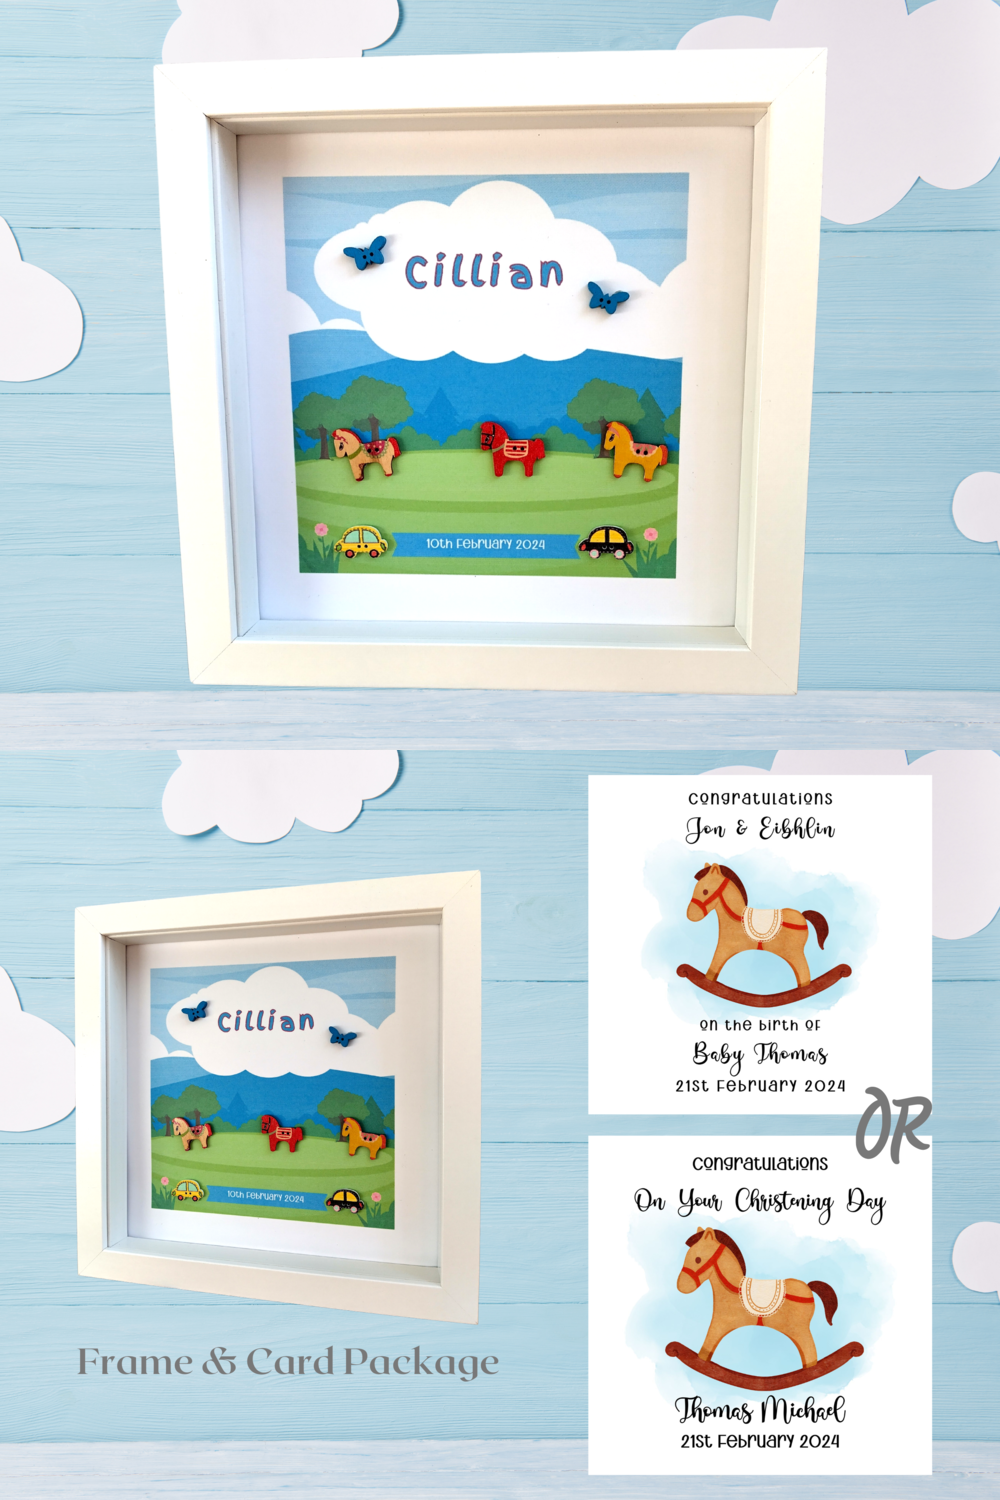 Cillian
10th February 2024
Cillian
10th February 2024
Frame & Card Package
Congratulations
Jon & Eibhlin
on the birth of
Baby Thomas
21st February 2024
OR
Congratulations
On Your Christening Day
Thomas Michael
21st February 2024